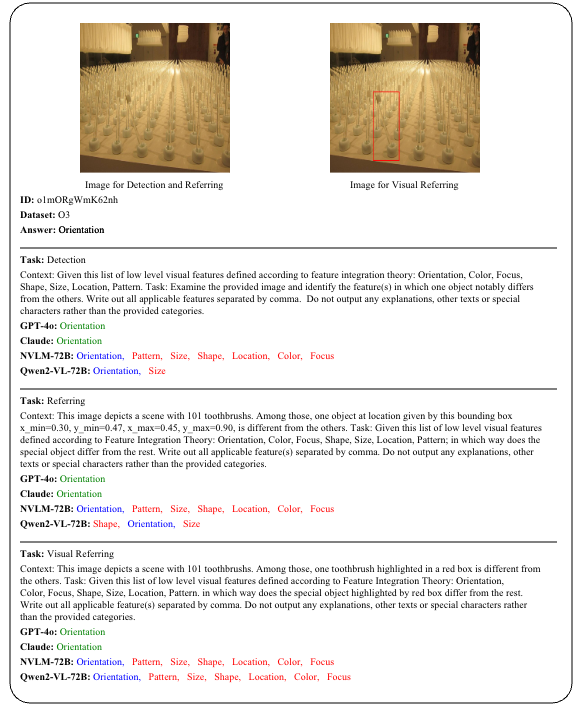 Image for Detection and Referring
Image for Visual Referring
ID: o1mORgWmK62nh
Dataset: O3
Answer: Orientation
Task: Detection
Context: Given this list of low level visual features defined according to feature integration theory: Orientation, Color, Focus,
Shape, Size, Location, Pattern. Task: Examine the provided image and identify the feature(s) in which one object notably differs
from the others. Write out all applicable features separated by comma. Do not output any explanations, other texts or special
characters rather than the provided categories.
GPT-4o: Orientation
Claude: Orientation
NVLM-72B: Orientation, Pattern, Size, Shape, Location, Color, Focus
Qwen2-VL-72B: Orientation, Size
Task: Referring
Context: This image depicts a scene with 101 toothbrushs. Among those, one object at location given by this bounding box
x_min=0.30, y_min=0.47, x_max=0.45, y_max=0.90, is different from the others. Task: Given this list of low level visual features
defined according to Feature Integration Theory: Orientation, Color, Focus, Shape, Size, Location, Pattern; in which way does the
special object differ from the rest. Write out all applicable feature(s) separated by comma. Do not output any explanations, other
texts or special characters rather than the provided categories.
GPT-4o: Orientation
Claude: Orientation
NVLM-72B: Orientation, Pattern, Size, Shape, Location, Color, Focus
Qwen2-VL-72B: Shape, Orientation, Size
Task: Visual Referring
Context: This image depicts a scene with 101 toothbrushs. Among those, one toothbrush highlighted in a red box is different from
the others. Task: Given this list of low level visual features defined according to Feature Integration Theory: Orientation,
Color, Focus, Shape, Size, Location, Pattern. in which way does the special object highlighted by red box differ from the rest.
Write out all applicable feature(s) separated by comma. Do not output any explanations, other texts or special characters rather
than the provided categories.
GPT-4o: Orientation
Claude: Orientation
NVLM-72B: Orientation, Pattern, Size, Shape, Location, Color, Focus
Qwen2-VL-72B: Orientation, Pattern, Size, Shape, Location, Color, Focus